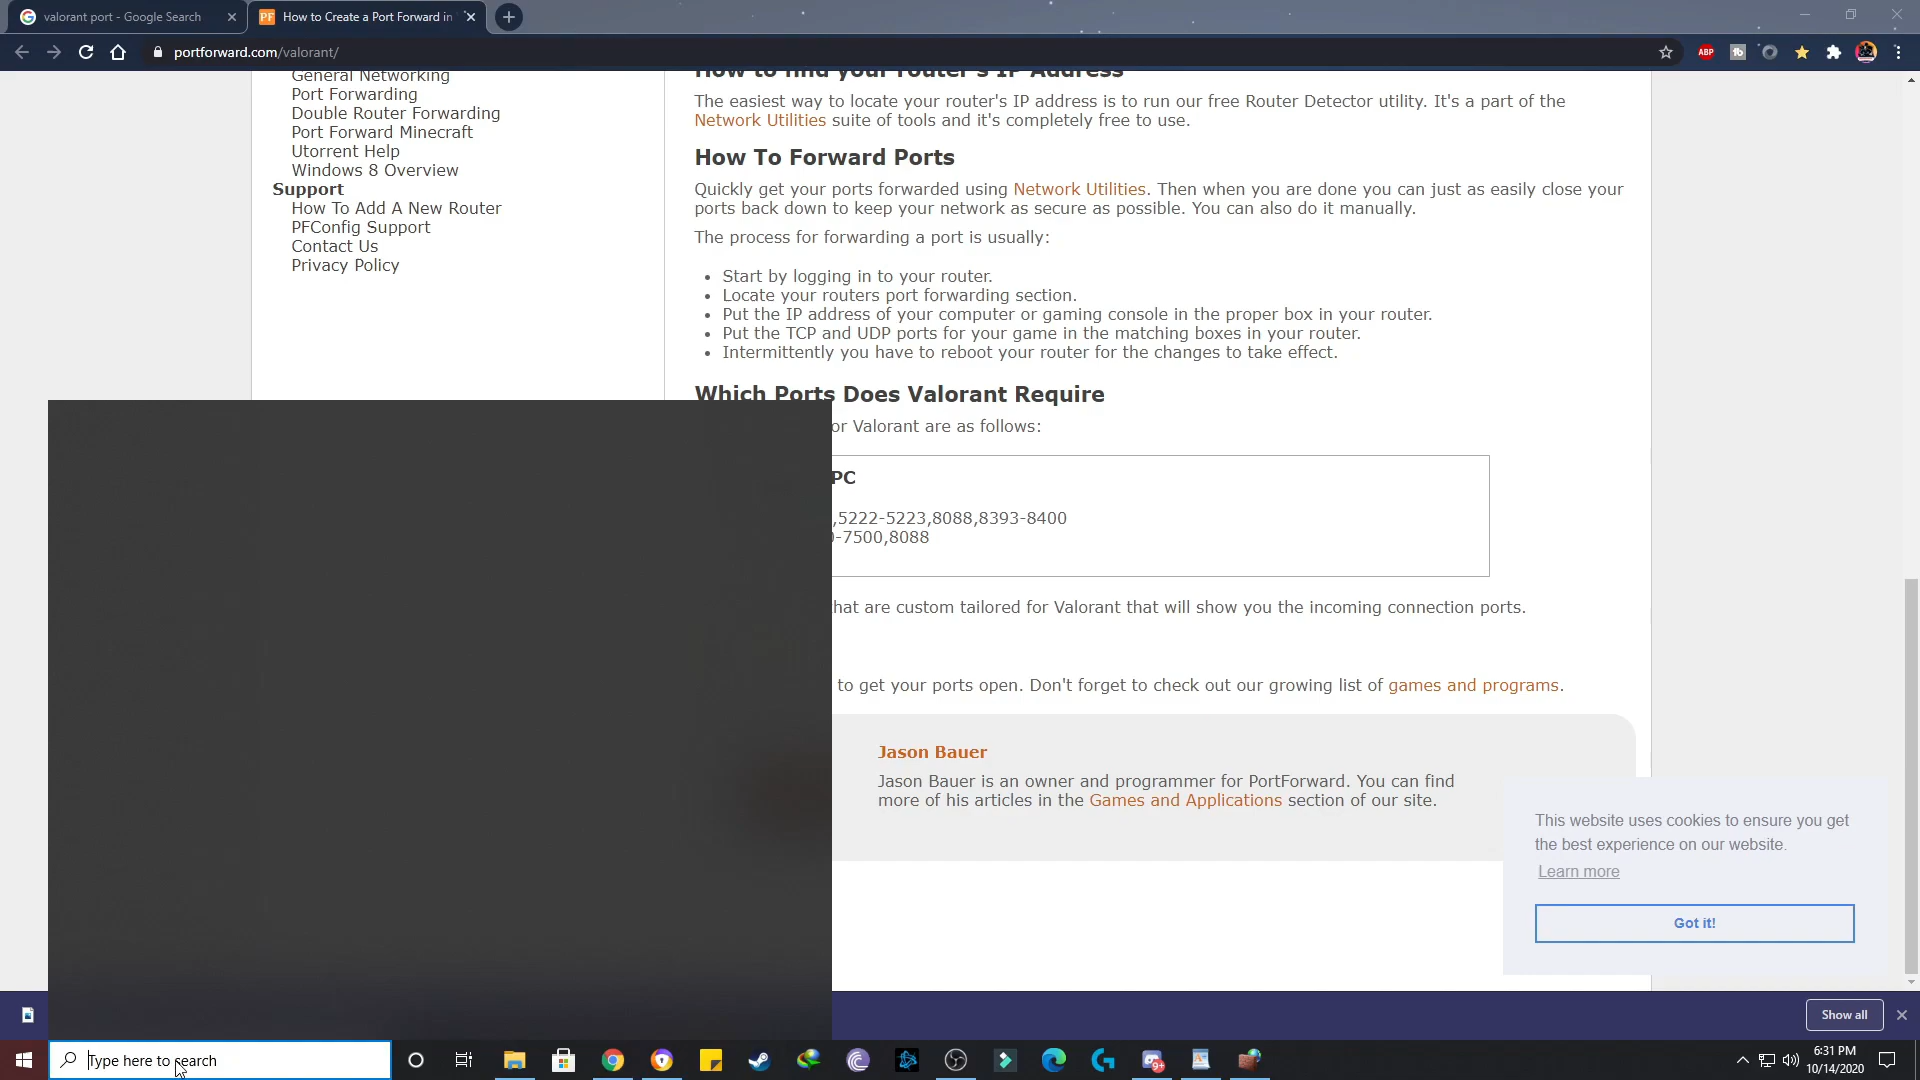 valorant port - Google Search
PF
How to Create a Port Forward in
portforward.com/valorant/
ABP
General Networking
Port Forwarding
Double Router Forwarding
Port Forward Minecraft
Utorrent Help
Windows 8 Overview
Support
How To Add A New Router
PFConfig Support
Contact Us
Privacy Policy
How to find your router's IP Address
The easiest way to locate your router's IP address is to run our free Router Detector utility. It's a part of the
Network Utilities suite of tools and it's completely free to use.
How To Forward Ports
Quickly get your ports forwarded using Network Utilities. Then when you are done you can just as easily close your
ports back down to keep your network as secure as possible. You can also do it manually.
The process for forwarding a port is usually:
• Start by logging in to your router.
• Locate your routers port forwarding section.
• Put the IP address of your computer or gaming console in the proper box in your router.
• Put the TCP and UDP ports for your game in the matching boxes in your router.
• Intermittently you have to reboot your router for the changes to take effect.
Which Ports Does Valorant Require
or Valorant are as follows:
PC
,5222-5223,8088,8393-8400
-7500,8088
hat are custom tailored for Valorant that will show you the incoming connection ports.
to get your ports open. Don't forget to check out our growing list of games and programs.
Jason Bauer
Jason Bauer is an owner and programmer for PortForward. You can find
more of his articles in the Games and Applications section of our site.
This website uses cookies to ensure you get
the best experience on our website.
Learn more
Got it!
Show all
Type here to search
9+
6:31 PM
10/14/2020